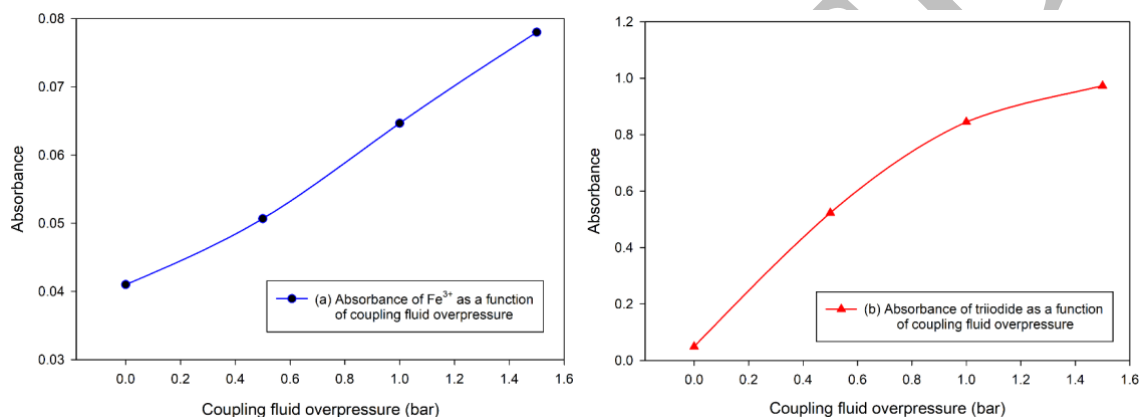 0.08
0.07
0.06
0.05
0.04
0.03
Absorbance
0.0 0.2 0.4 0.6 0.8 1.0 1.2 1.4 1.6
Coupling fluid overpressure (bar)
(a) Absorbance of Fe³⁺ as a function
of coupling fluid overpressure
1.2
1.0
0.8
0.6
0.4
0.2
0.0
Absorbance
0.0 0.2 0.4 0.6 0.8 1.0 1.2 1.4 1.6
Coupling fluid overpressure (bar)
(b) Absorbance of triiodide as a function
of coupling fluid overpressure